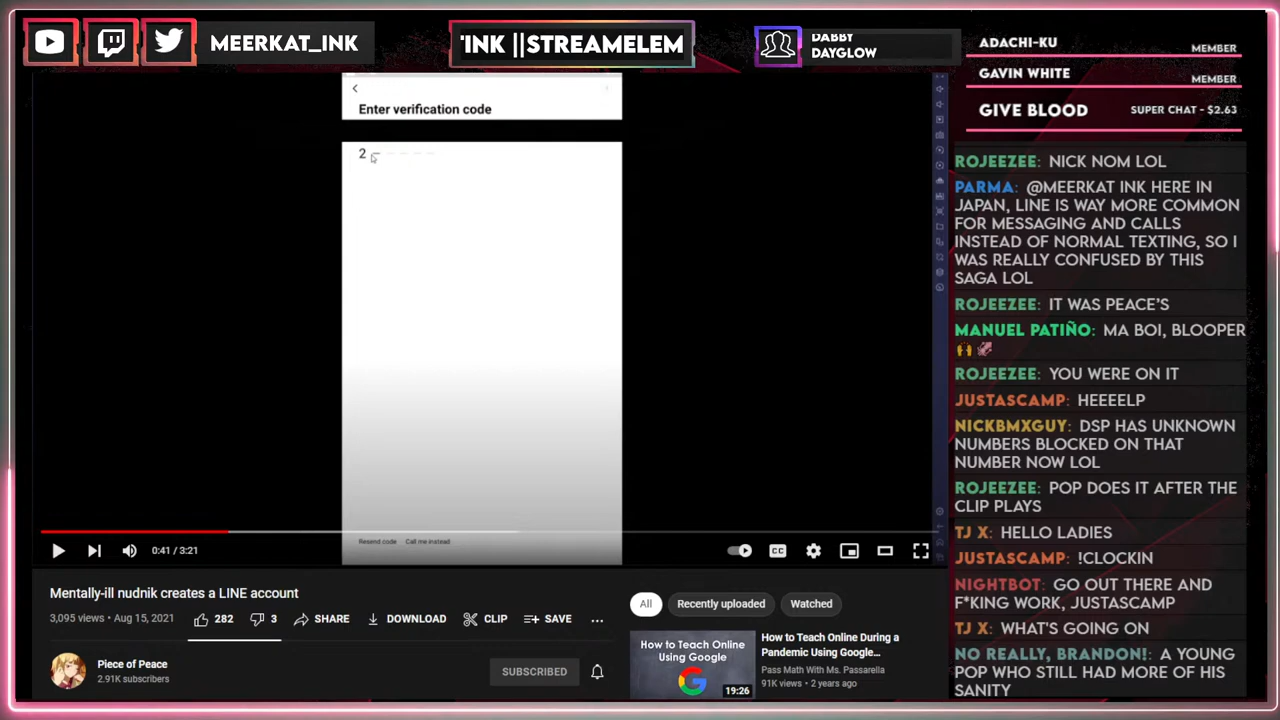 MEERKAT_INK
'INK ||STREAMELEM
DABBY
DAYGLOW
ADACHI-KU MEMBER
GAVIN WHITE MEMBER
GIVE BLOOD SUPER CHAT - $2.63
Enter verification code
2
Resend code Call me instead
0:41 / 3:21
CC
Mentally-ill nudnik creates a LINE account
3,095 views • Aug 15, 2021
282
3
SHARE
DOWNLOAD
CLIP
SAVE
Piece of Peace
2.91K subscribers
SUBSCRIBED
All
Recently uploaded
Watched
How to Teach Online
Using Google
19:26
How to Teach Online During a
Pandemic Using Google...
Pass Math With Ms. Passarella
91K views • 2 years ago
ROJEEZEE: NICK NOM LOL
PARMA: @MEERKAT INK HERE IN
JAPAN, LINE IS WAY MORE COMMON
FOR MESSAGING AND CALLS
INSTEAD OF NORMAL TEXTING, SO I
WAS REALLY CONFUSED BY THIS
SAGA LOL
ROJEEZEE: IT WAS PEACE'S
MANUEL PATIÑO: MA BOI, BLOOPER
🙌 🦑
ROJEEZEE: YOU WERE ON IT
JUSTASCAMP: HEEEELP
NICKBMXGUY: DSP HAS UNKNOWN
NUMBERS BLOCKED ON THAT
NUMBER NOW LOL
ROJEEZEE: POP DOES IT AFTER THE
CLIP PLAYS
TJ X: HELLO LADIES
JUSTASCAMP: !CLOCKIN
NIGHTBOT: GO OUT THERE AND
F*KING WORK, JUSTASCAMP
TJ X: WHAT'S GOING ON
NO REALLY, BRANDON!: A YOUNG
POP WHO STILL HAD MORE OF HIS
SANITY